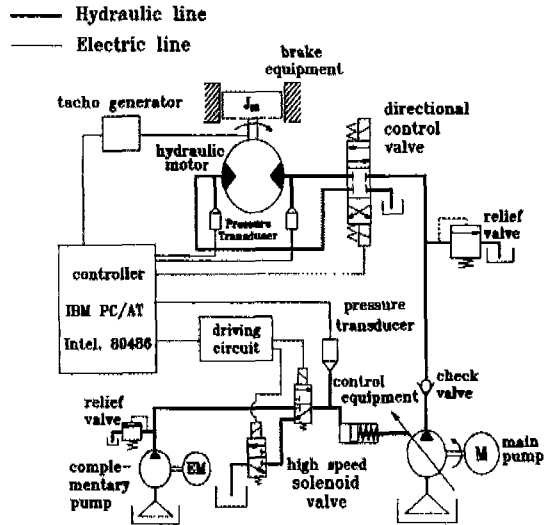 Hydraulic line
Electric line
brake
equipment
tacho generator
Jm
directional
control
valve
hydraulic
motor
Pressure
Transducer
relief
valve
controller
IBM PC/AT
Intel. 80486
driving
circuit
pressure
transducer
control
equipment
check
valve
relief
valve
EM
M
main
pump
comple-
mentary
pump
high speed
solenoid
valve